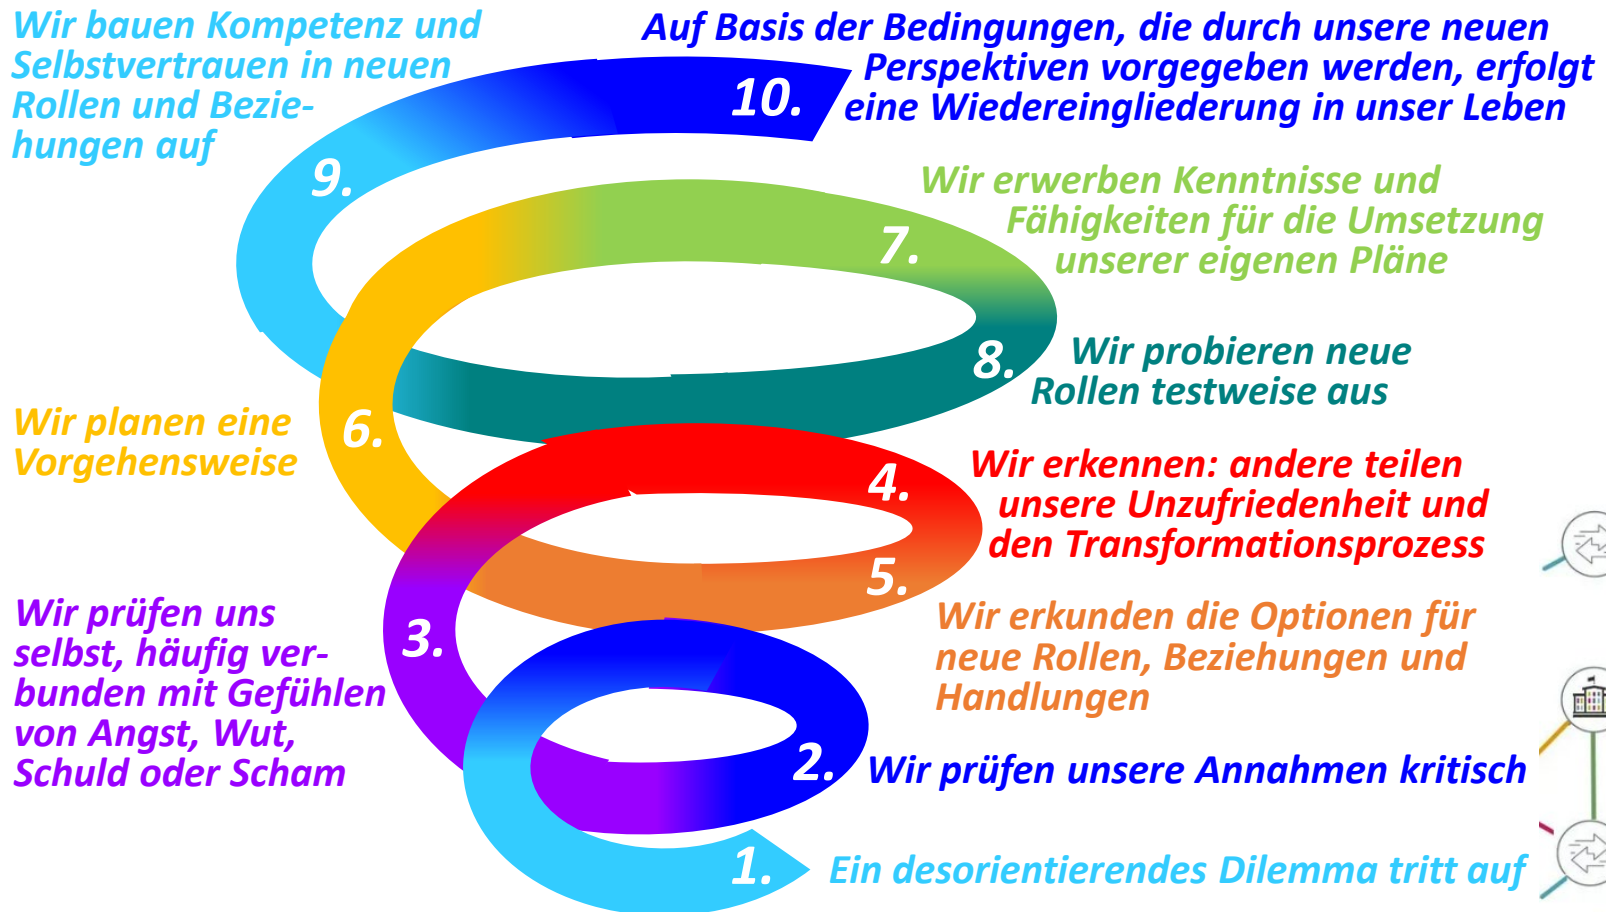 Wir bauen Kompetenz und
Selbstvertrauen in neuen
Rollen und Bezie-
hungen auf
9.
Auf Basis der Bedingungen, die durch unsere neuen
Perspektiven vorgegeben werden, erfolgt
eine Wiedereingliederung in unser Leben
10.
Wir erwerben Kenntnisse und
Fähigkeiten für die Umsetzung
unserer eigenen Pläne
7.
8.
Wir probieren neue
Rollen testweise aus
Wir planen eine
Vorgehensweise
6.
4.
Wir erkennen: andere teilen
unsere Unzufriedenheit und
den Transformationsprozess
5.
Wir erkunden die Optionen für
neue Rollen, Beziehungen und
Handlungen
Wir prüfen uns
selbst, häufig ver-
bunden mit Gefühlen
von Angst, Wut,
Schuld oder Scham
3.
2.
Wir prüfen unsere Annahmen kritisch
1.
Ein desorientierendes Dilemma tritt auf